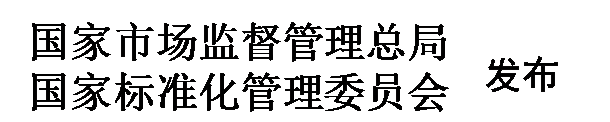 国家市场监督管理总局
国家标准化管理委员会
发布